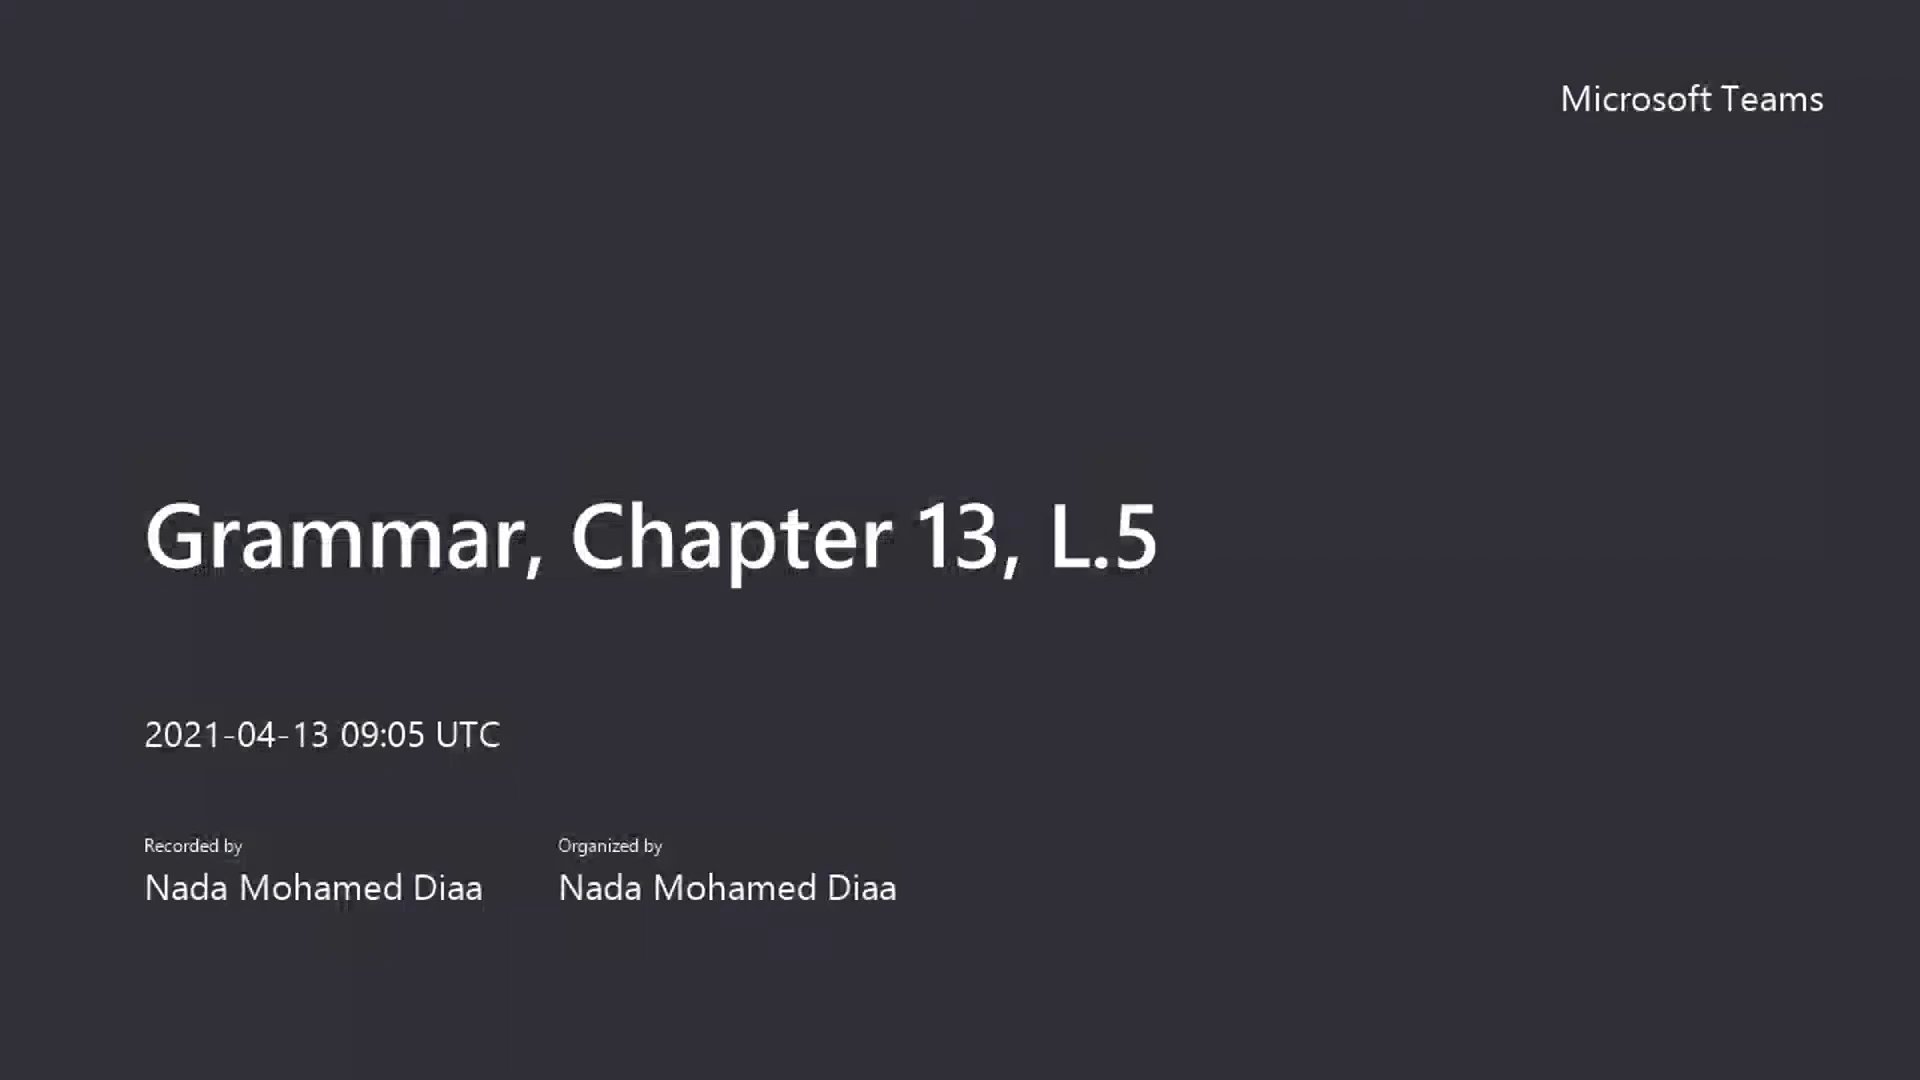 Microsoft Teams
Grammar, Chapter 13, L.5
2021-04-13 09:05 UTC
Recorded by
Nada Mohamed Diaa
Organized by
Nada Mohamed Diaa